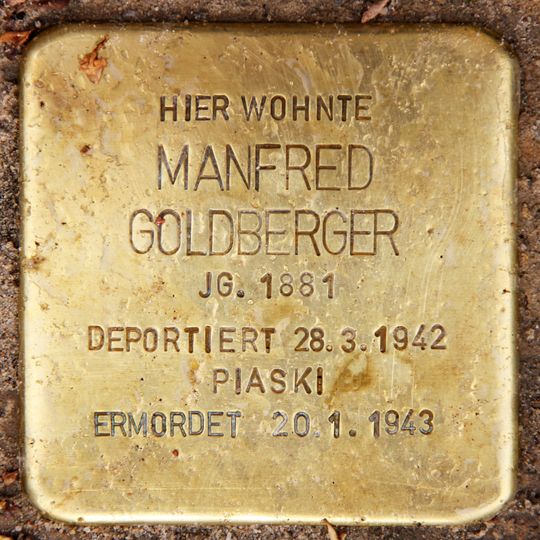 HIER WOHNTE
MANFRED
GOLDBERGER
JG. 1881
DEPORTIERT 28.3.1942
PIASKI
ERMORDET 20.1.1943